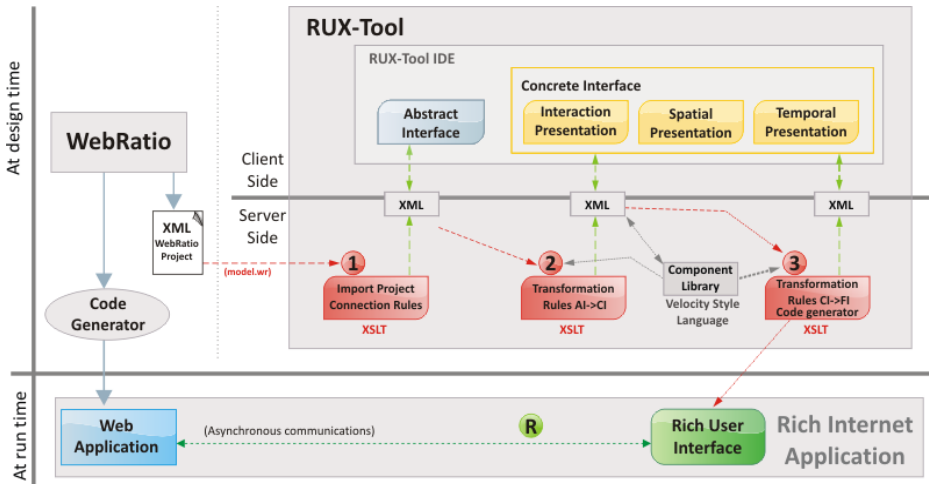 At design time
RUX-Tool
RUX-Tool IDE
Concrete Interface
Abstract
Interface
Interaction
Presentation
Spatial
Presentation
Temporal
Presentation
WebRatio
Client
Side
XML
XML
XML
Server
Side
XML
WebRatio
Project
(model.wr)
1
2
3
Import Project
Connection Rules
XSLT
Transformation
Rules AI->CI
XSLT
Component
Library
Velocity Style
Language
Transformation
Rules CI->FI
Code generator
XSLT
Code
Generator
At run time
Web
Application
(Asynchronous communications)
R
Rich User
Interface
Rich Internet
Application